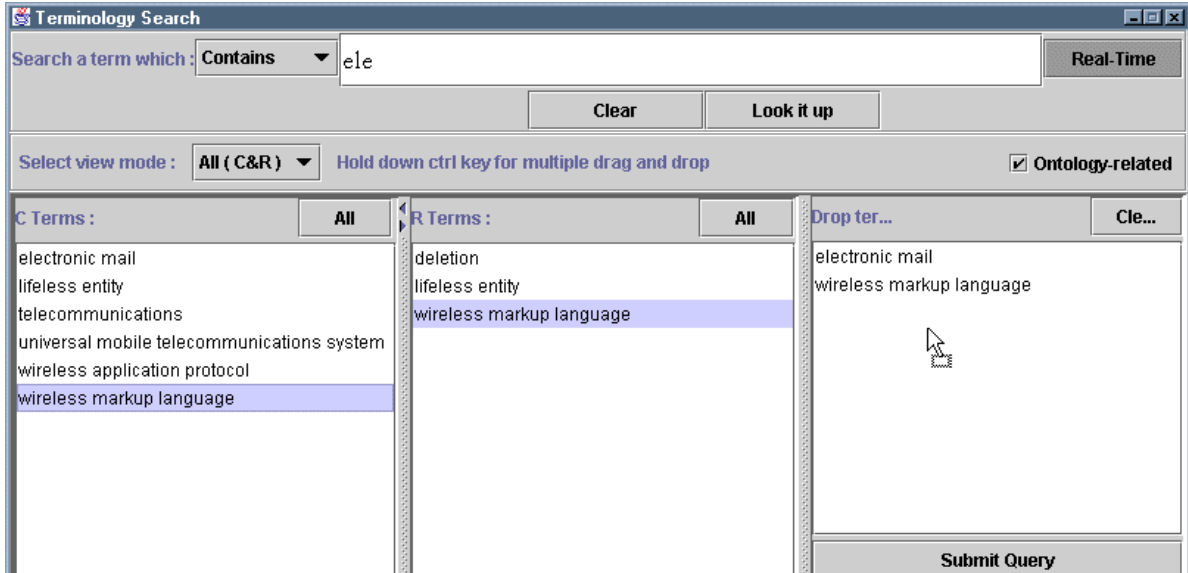 Terminology Search
Search a term which : Contains ele Real-Time
Clear Look it up
Select view mode : All ( C&R ) Hold down ctrl key for multiple drag and drop Ontology-related
C Terms : All
electronic mail
lifeless entity
telecommunications
universal mobile telecommunications system
wireless application protocol
wireless markup language
R Terms : All
deletion
lifeless entity
wireless markup language
Drop ter... Cle...
electronic mail
wireless markup language
Submit Query